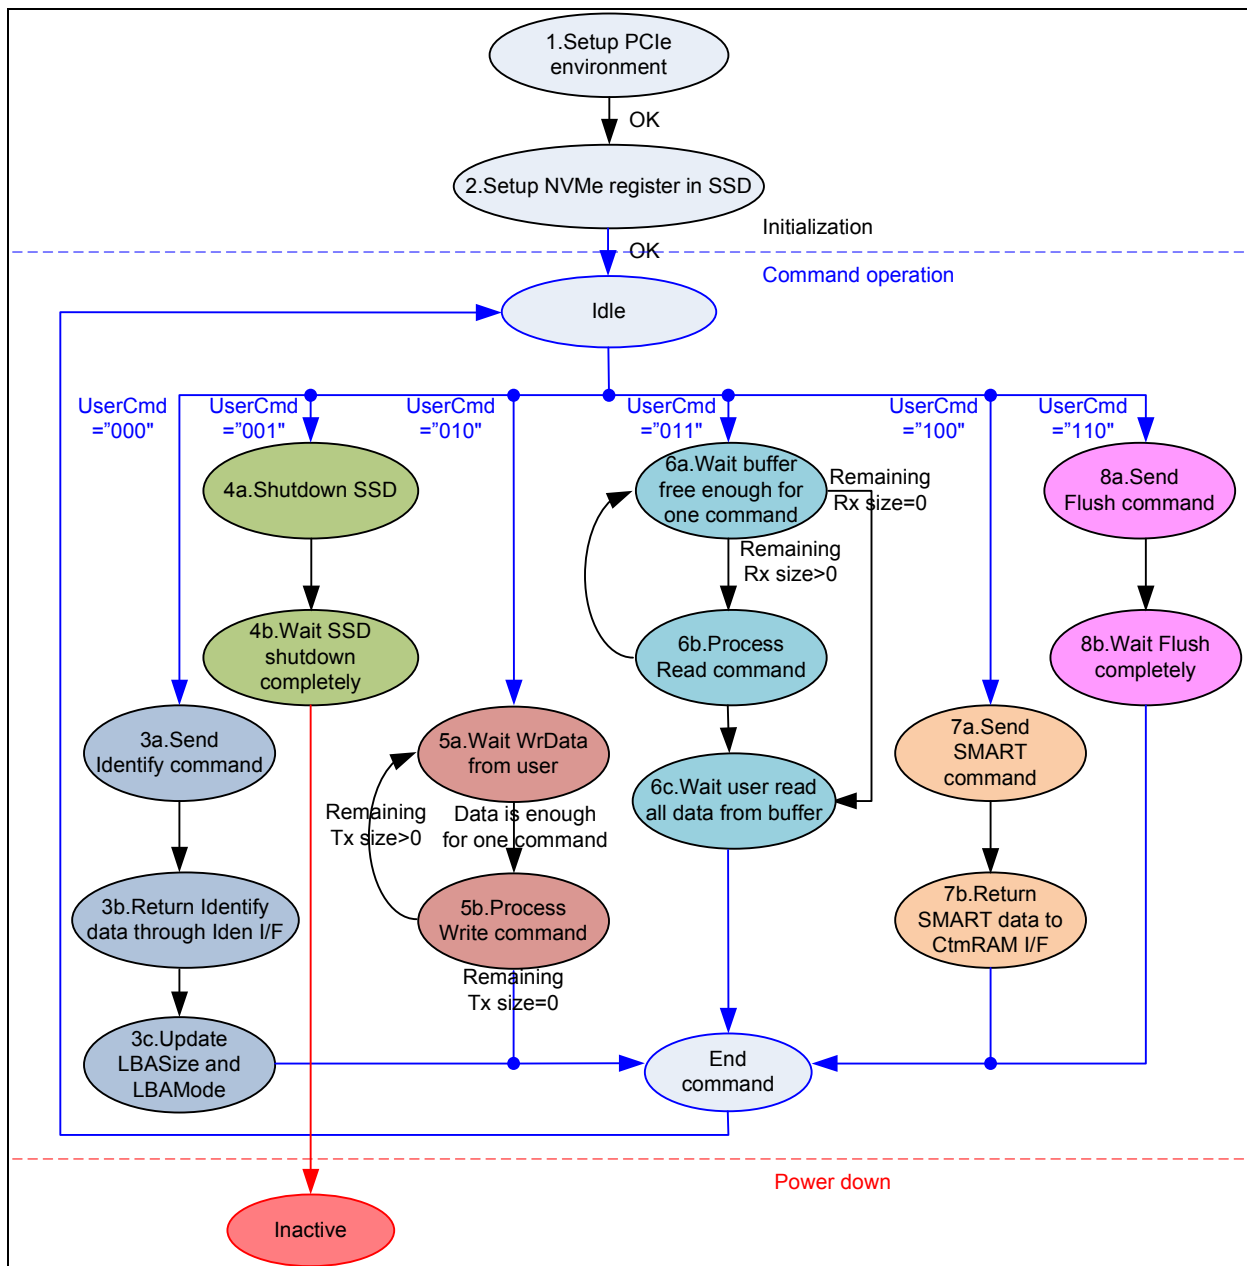 1.Setup PCIe
environment
OK
2.Setup NVMe register in SSD
Initialization
OK
Command operation
Idle
UserCmd
=”000"
UserCmd
=”001"
UserCmd
=”010"
UserCmd
=”011"
UserCmd
=”100"
UserCmd
=”110"
4a.Shutdown SSD
6a.Wait buffer
free enough for
one command
Remaining
Rx size=0
8a.Send
Flush command
Remaining
Rx size>0
4b.Wait SSD
shutdown
completely
6b.Process
Read command
8b.Wait Flush
completely
3a.Send
Identify command
5a.Wait WrData
from user
7a.Send
SMART
command
6c.Wait user read
all data from buffer
Remaining
Tx size>0
Data is enough
for one command
3b.Return Identify
data through Iden I/F
5b.Process
Write command
7b.Return
SMART data to
CtmRAM I/F
Remaining
Tx size=0
3c.Update
LBASize and
LBAMode
End
command
Power down
Inactive